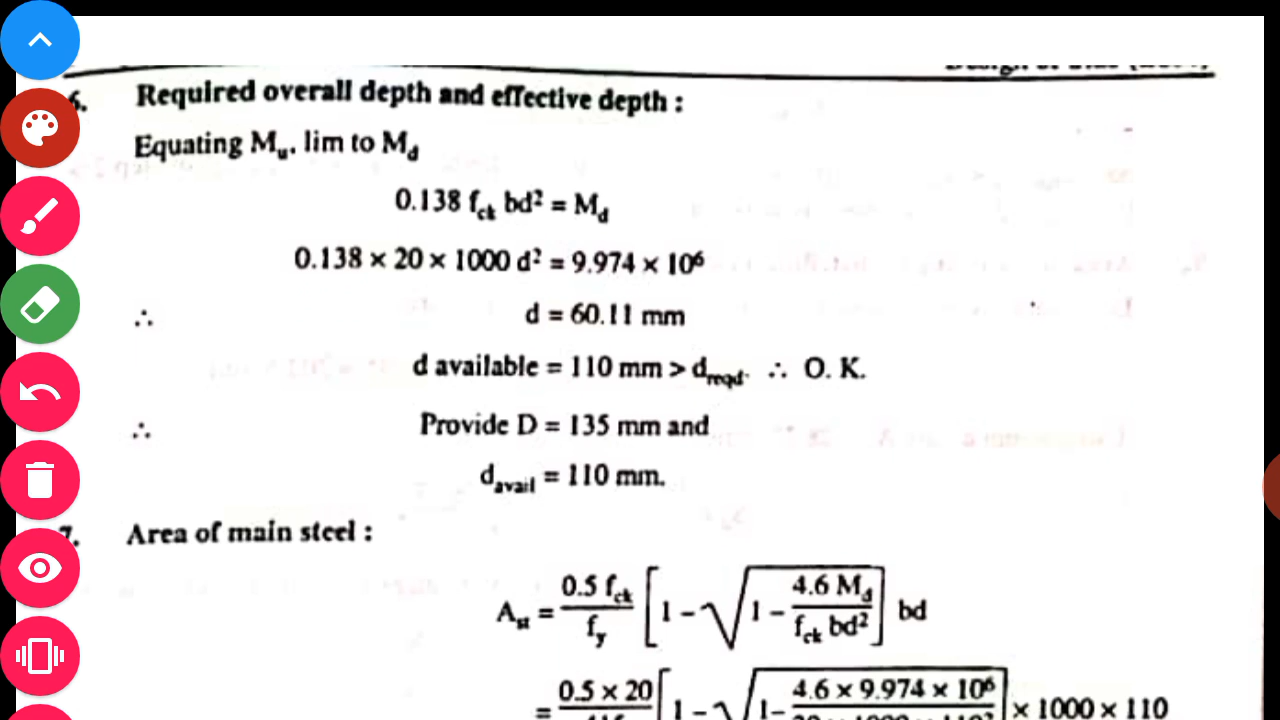 6. Required overall depth and effective depth :
Equating Mu, lim to Md
0.138 fck bd² = Md
0.138 × 20 × 1000 d² = 9.974 × 10⁶
∴ d = 60.11 mm
d available = 110 mm > dreqd. ∴ O. K.
∴ Provide D = 135 mm and
davail = 110 mm.
7. Area of main steel :
Ast = 0.5 fck / fy [ 1 – √ 1 – 4.6 Md / fck bd² ] bd
= 0.5 × 20 [ 1 – √ 1– 4.6 × 9.974 × 10⁶ × 1000 × 110